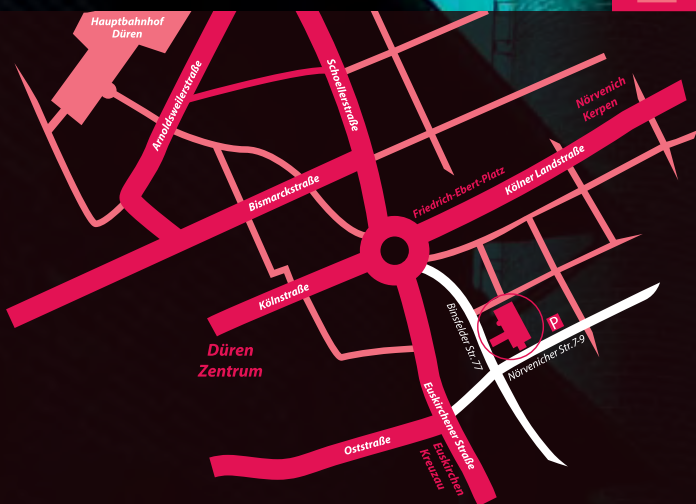 Hauptbahnhof
Düren
Arnoldsweilerstraße
Schoellerstraße
Nörvenich
Kerpen
Bismarckstraße
Friedrich-Ebert-Platz
Kölner Landstraße
Kölnstraße
Binsfelder Str. 77
P
Nörvenicher Str.7-9
Düren
Zentrum
Euskirchener Straße
Oststraße
Euskirchen
Kreuzau